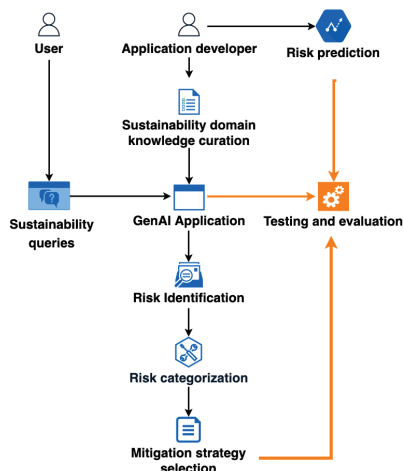 User
Application developer
Risk prediction
Sustainability domain
knowledge curation
Sustainability
queries
GenAI Application
Testing and evaluation
Risk Identification
Risk categorization
Mitigation strategy
selection